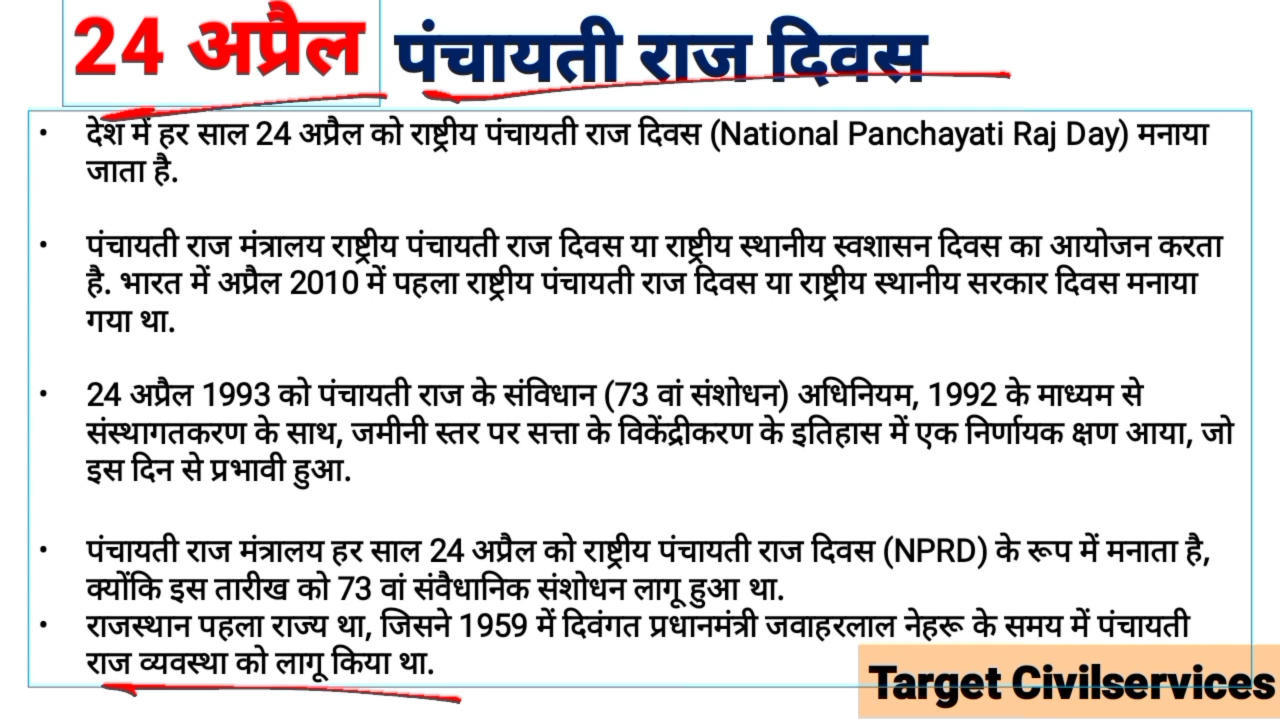 24 अप्रैल पंचायती राज दिवस
• देश में हर साल 24 अप्रैल को राष्ट्रीय पंचायती राज दिवस (National Panchayati Raj Day) मनाया
जाता है.
• पंचायती राज मंत्रालय राष्ट्रीय पंचायती राज दिवस या राष्ट्रीय स्थानीय स्वशासन दिवस का आयोजन करता
है. भारत में अप्रैल 2010 में पहला राष्ट्रीय पंचायती राज दिवस या राष्ट्रीय स्थानीय सरकार दिवस मनाया
गया था.
• 24 अप्रैल 1993 को पंचायती राज के संविधान (73 वां संशोधन) अधिनियम, 1992 के माध्यम से
संस्थागतकरण के साथ, जमीनी स्तर पर सत्ता के विकेंद्रीकरण के इतिहास में एक निर्णायक क्षण आया, जो
इस दिन से प्रभावी हुआ.
• पंचायती राज मंत्रालय हर साल 24 अप्रैल को राष्ट्रीय पंचायती राज दिवस (NPRD) के रूप में मनाता है,
क्योंकि इस तारीख को 73 वां संवैधानिक संशोधन लागू हुआ था.
• राजस्थान पहला राज्य था, जिसने 1959 में दिवंगत प्रधानमंत्री जवाहरलाल नेहरू के समय में पंचायती
राज व्यवस्था को लागू किया था.
Target Civilservices